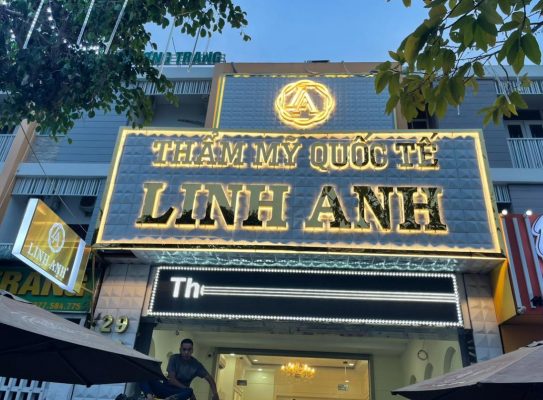 THẨM MỸ QUỐC TẾ
LINH ANH
LINH ANH
Th
29